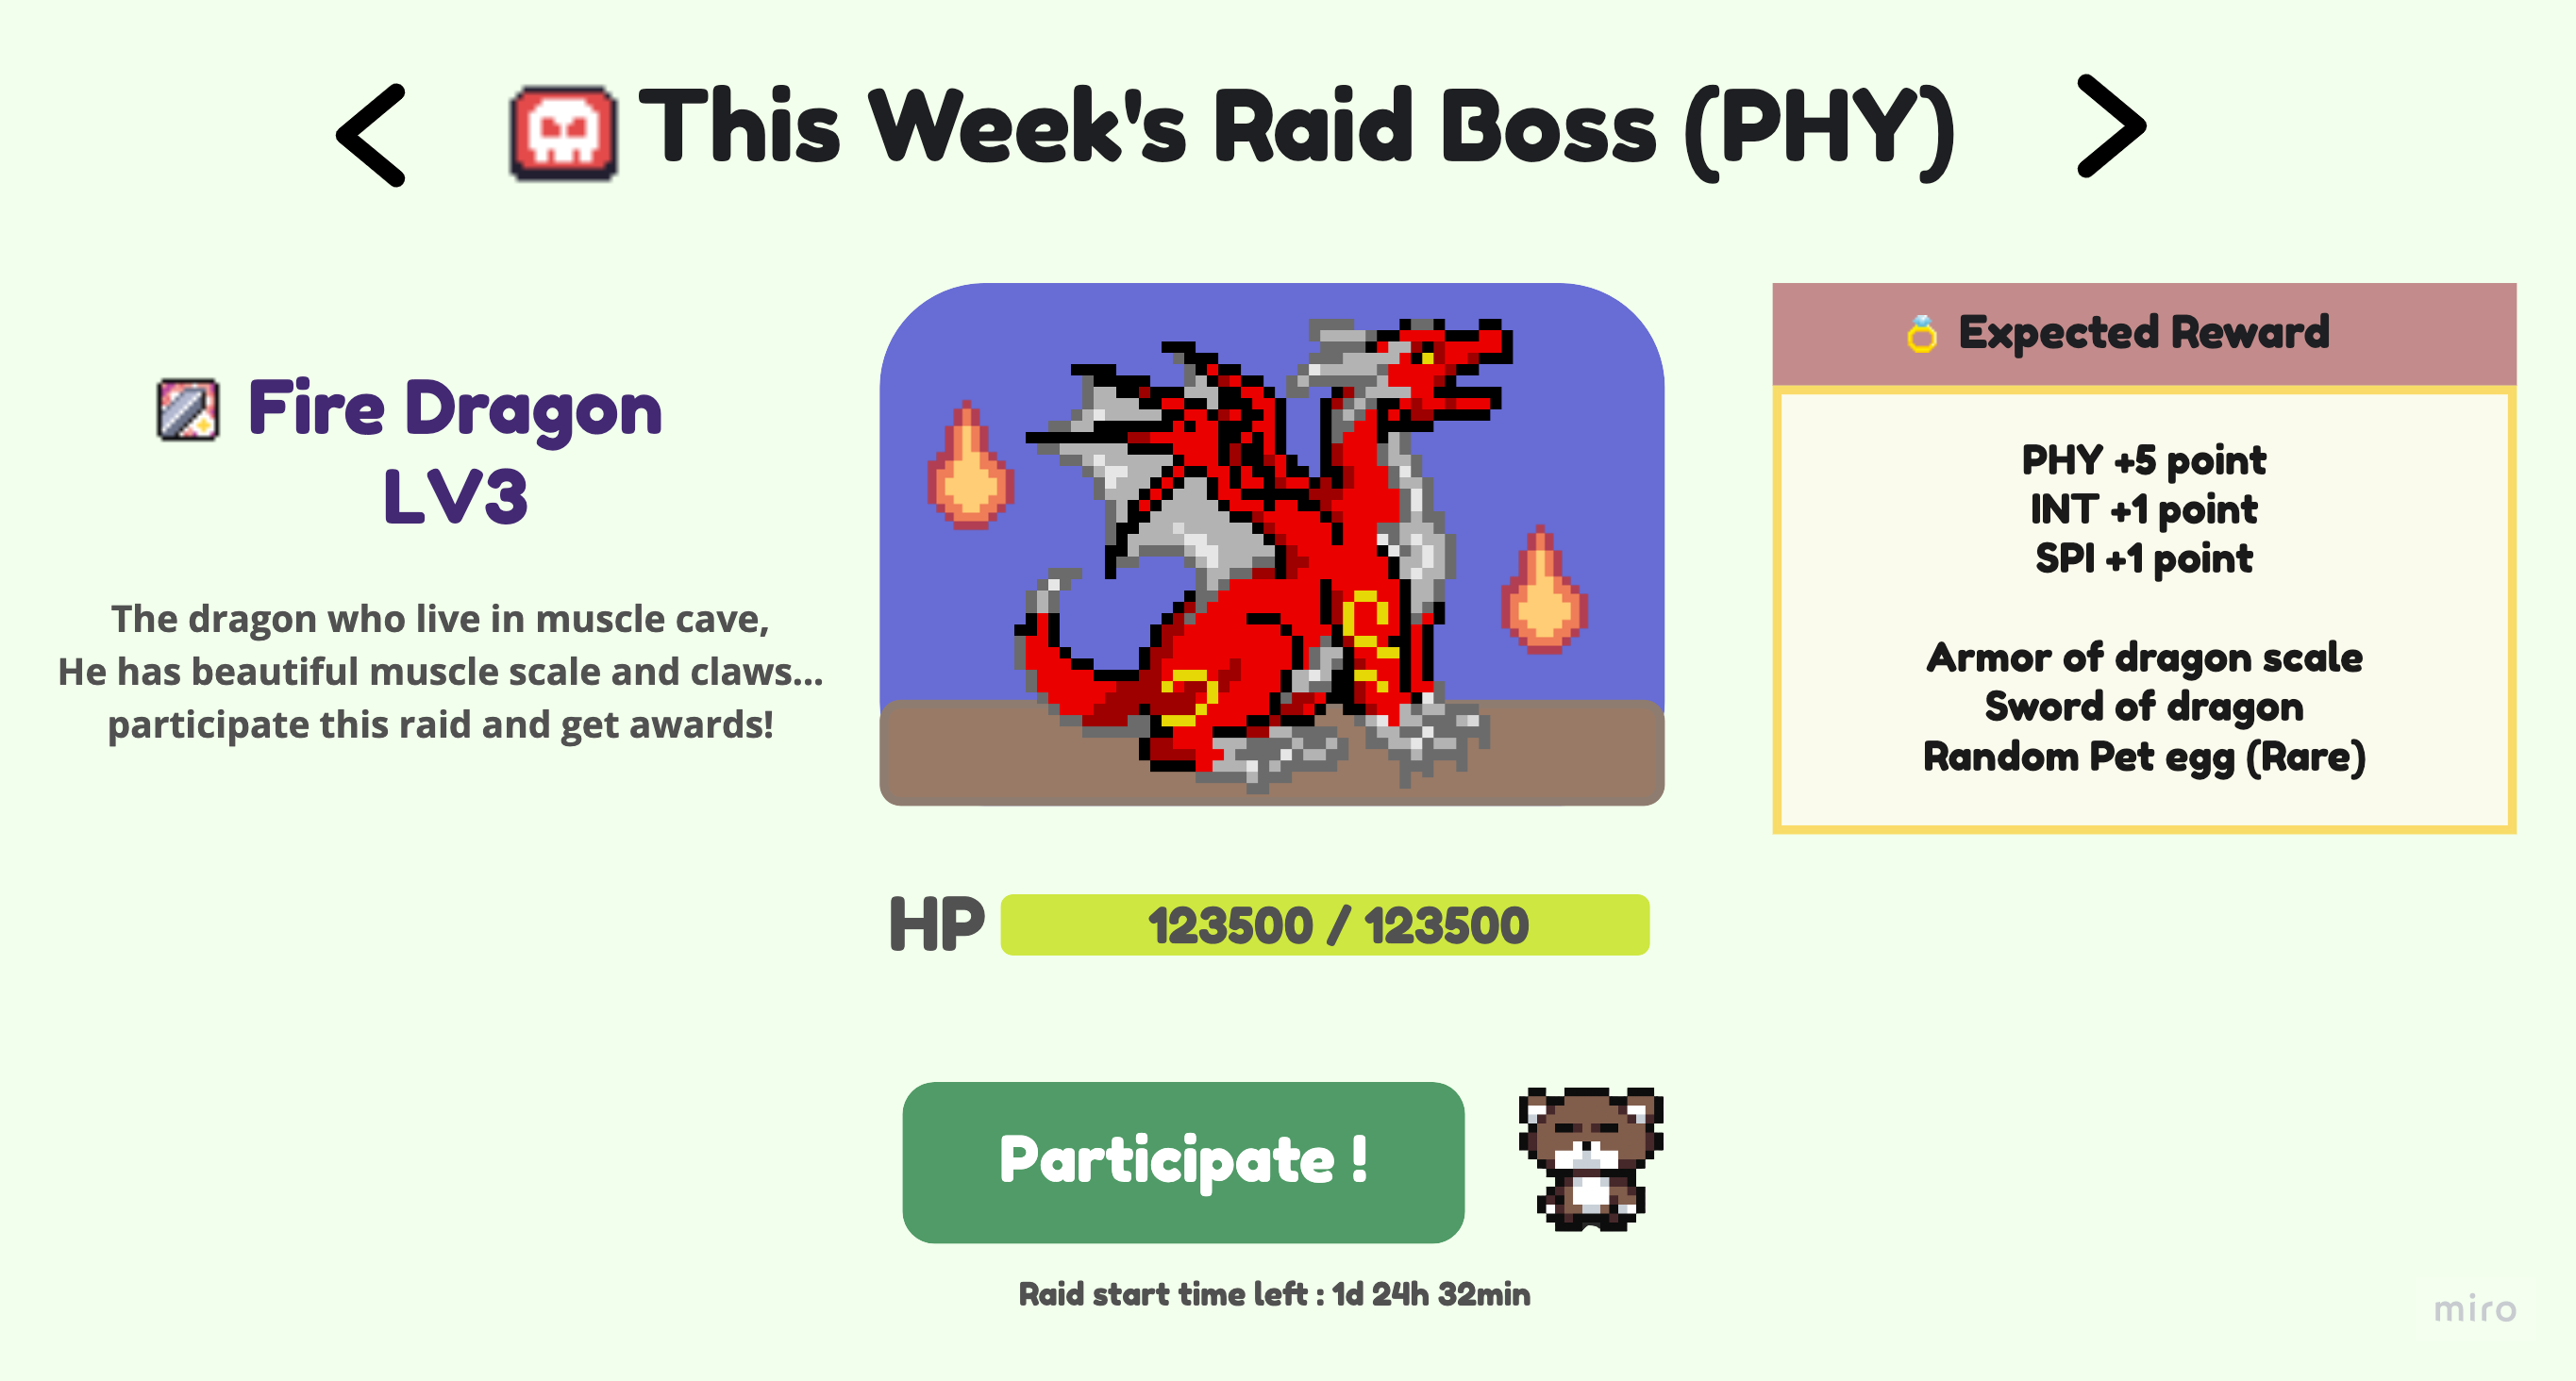 This Week's Raid Boss (PHY)
Fire Dragon
LV3
The dragon who live in muscle cave,
He has beautiful muscle scale and claws...
participate this raid and get awards!
Expected Reward
PHY +5 point
INT +1 point
SPI +1 point
Armor of dragon scale
Sword of dragon
Random Pet egg (Rare)
HP 123500 / 123500
Participate !
Raid start time left : 1d 24h 32min
miro